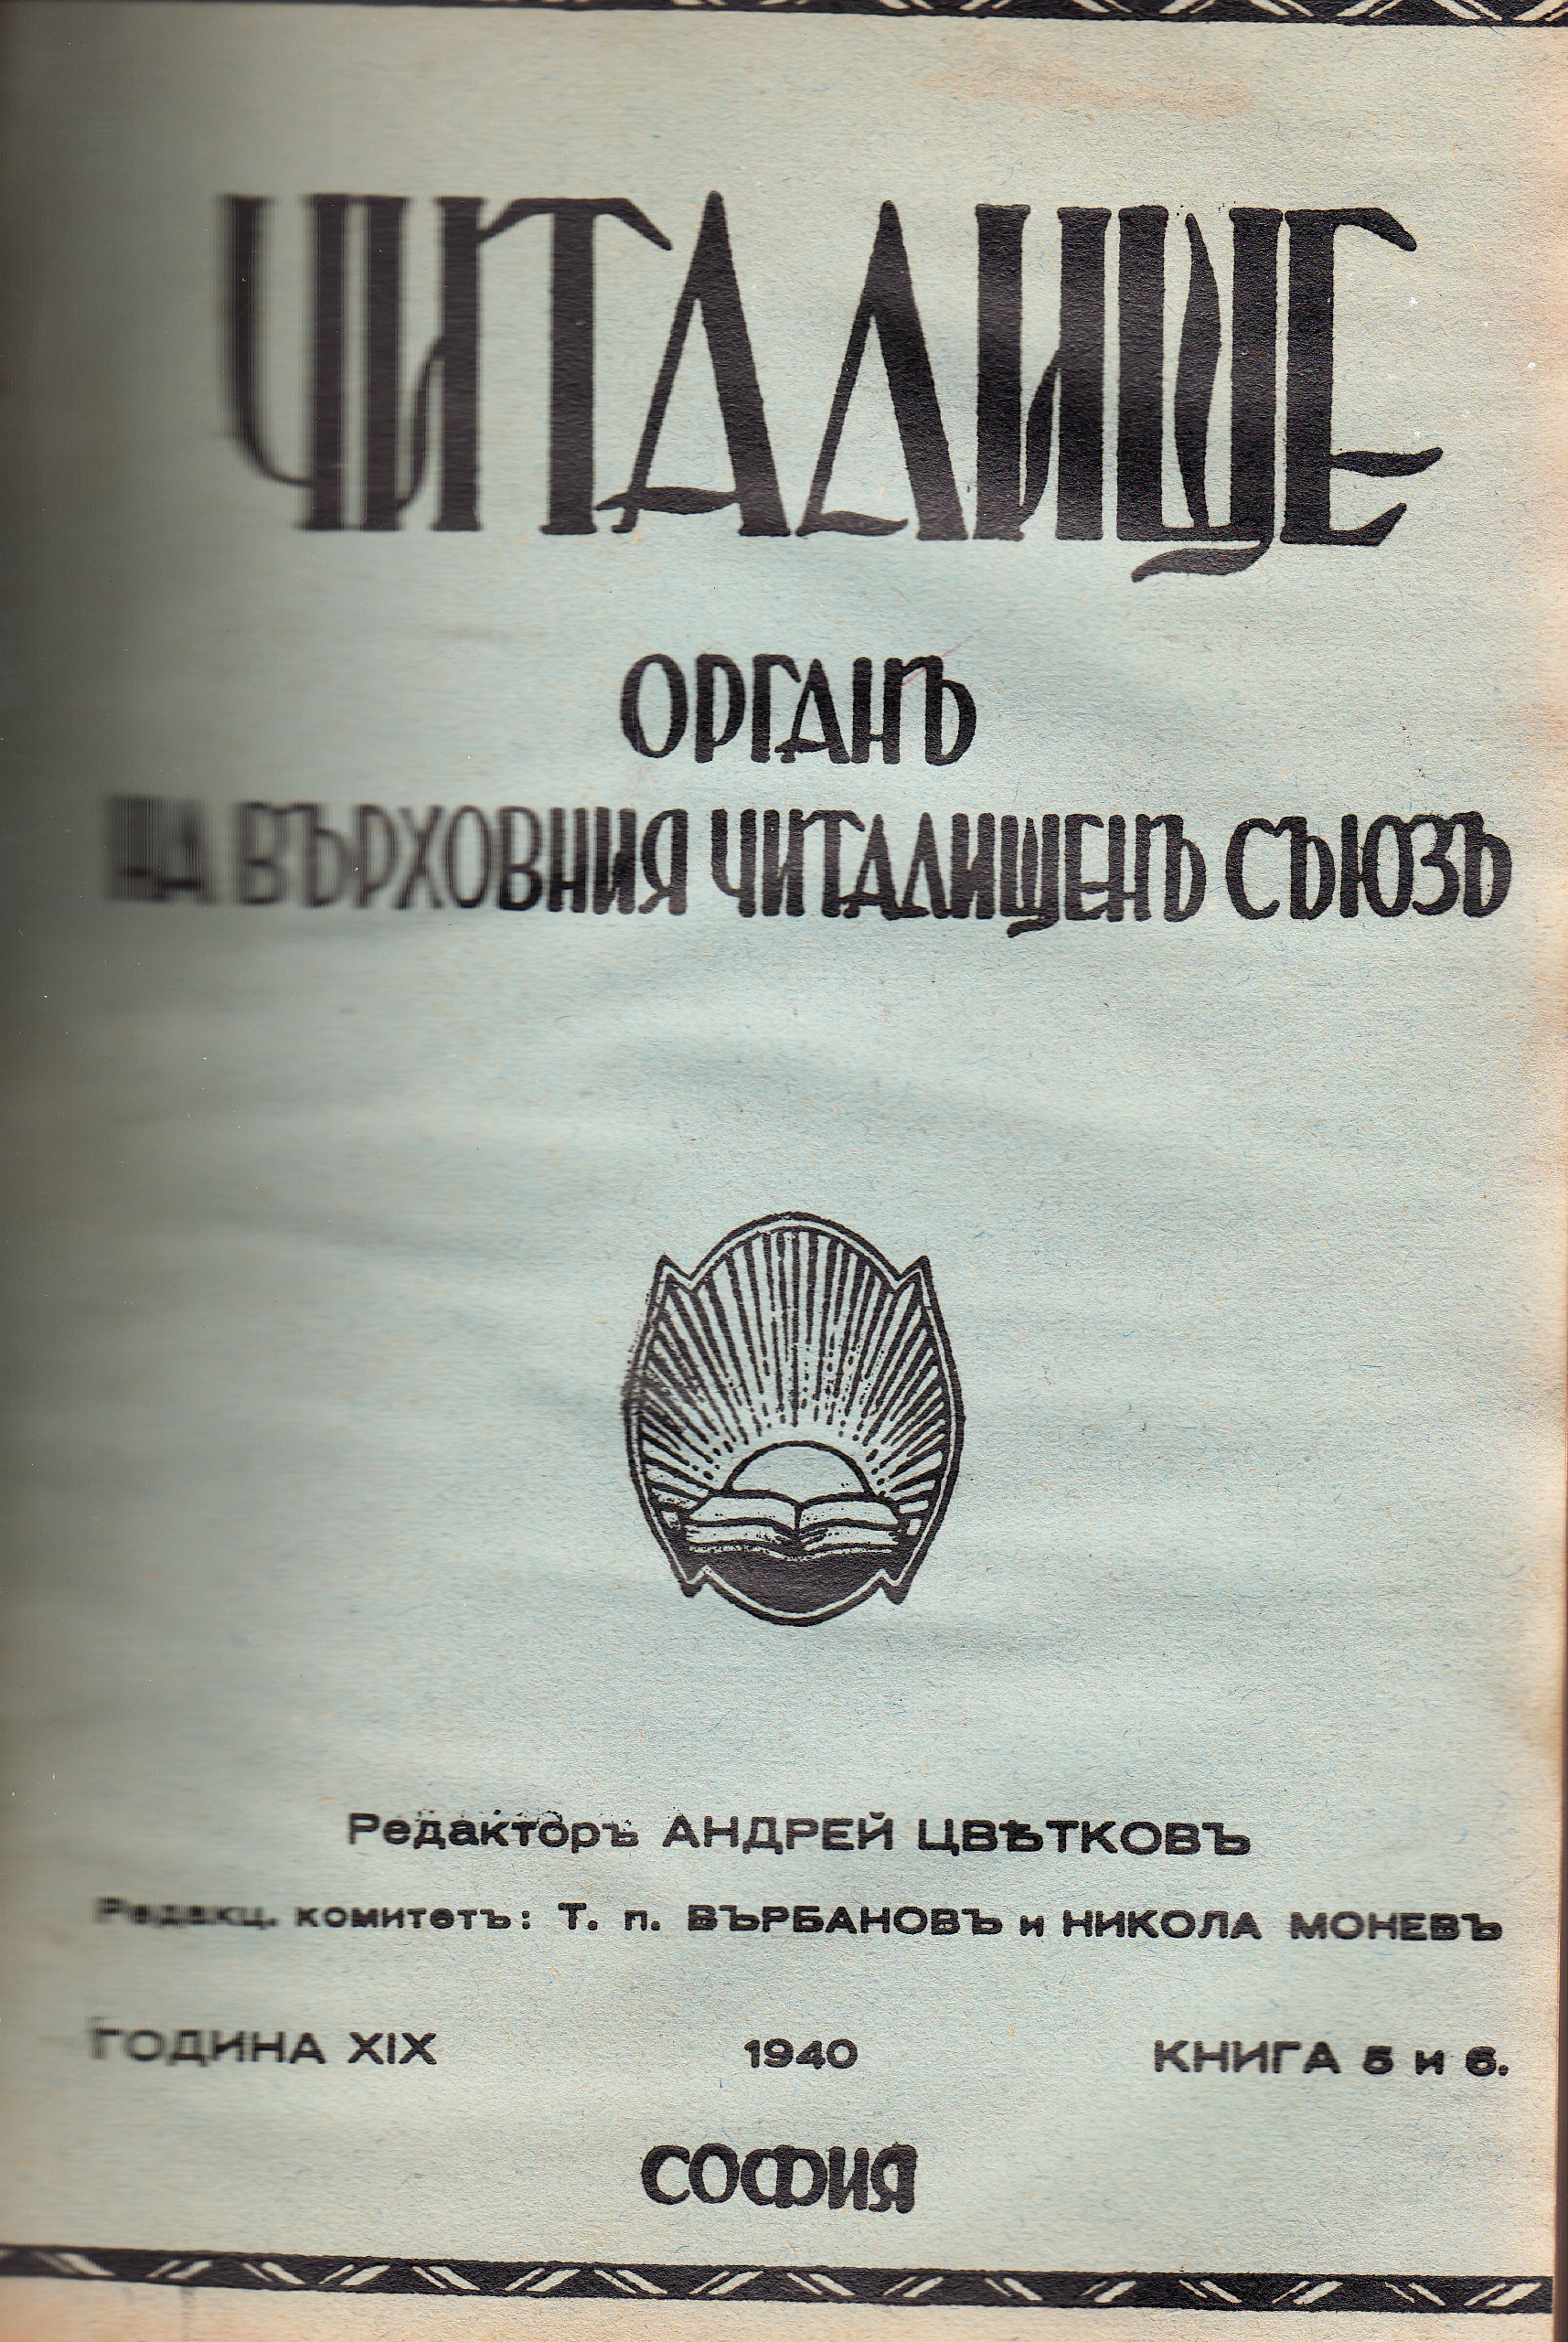 ЧИТАЛИЩЕ
ОРГАНЪ
НА ВЪРХОВНИЯ ЧИТАЛИЩЕНЪ СЪЮЗЪ
Редакторъ АНДРЕЙ ЦВѢТКОВЪ
Редакц. комитетъ: Т. п. ВЪРБАНОВЪ и НИКОЛА МОНЕВЪ
ГОДИНА XIX 1940 КНИГА 5 и 6.
СОФИЯ